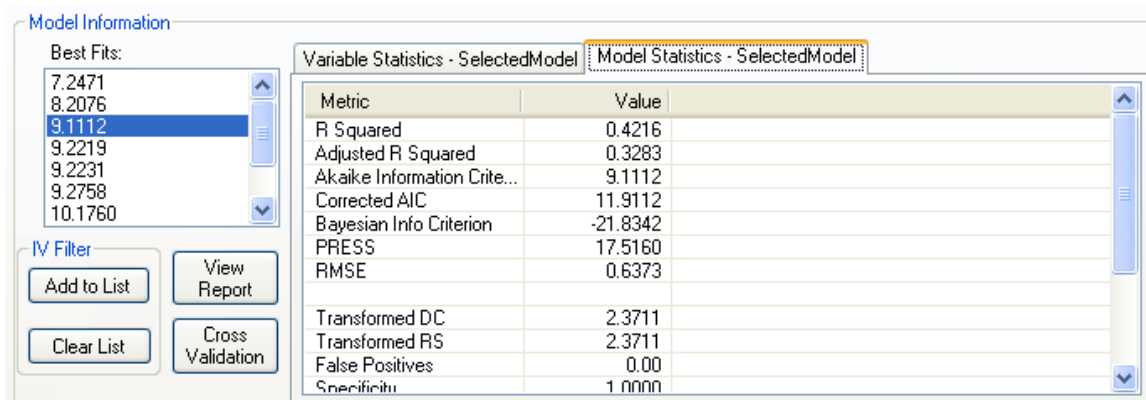 Model Information
Best Fits:
7.2471
8.2076
9.1112
9.2219
9.2231
9.2758
10.1760
IV Filter
Add to List
Clear List
View
Report
Cross
Validation
Variable Statistics - SelectedModel
Model Statistics - SelectedModel
Metric Value
R Squared 0.4216
Adjusted R Squared 0.3283
Akaike Information Crite... 9.1112
Corrected AIC 11.9112
Bayesian Info Criterion -21.8342
PRESS 17.5160
RMSE 0.6373
Transformed DC 2.3711
Transformed RS 2.3711
False Positives 0.00
Specificity 1.0000